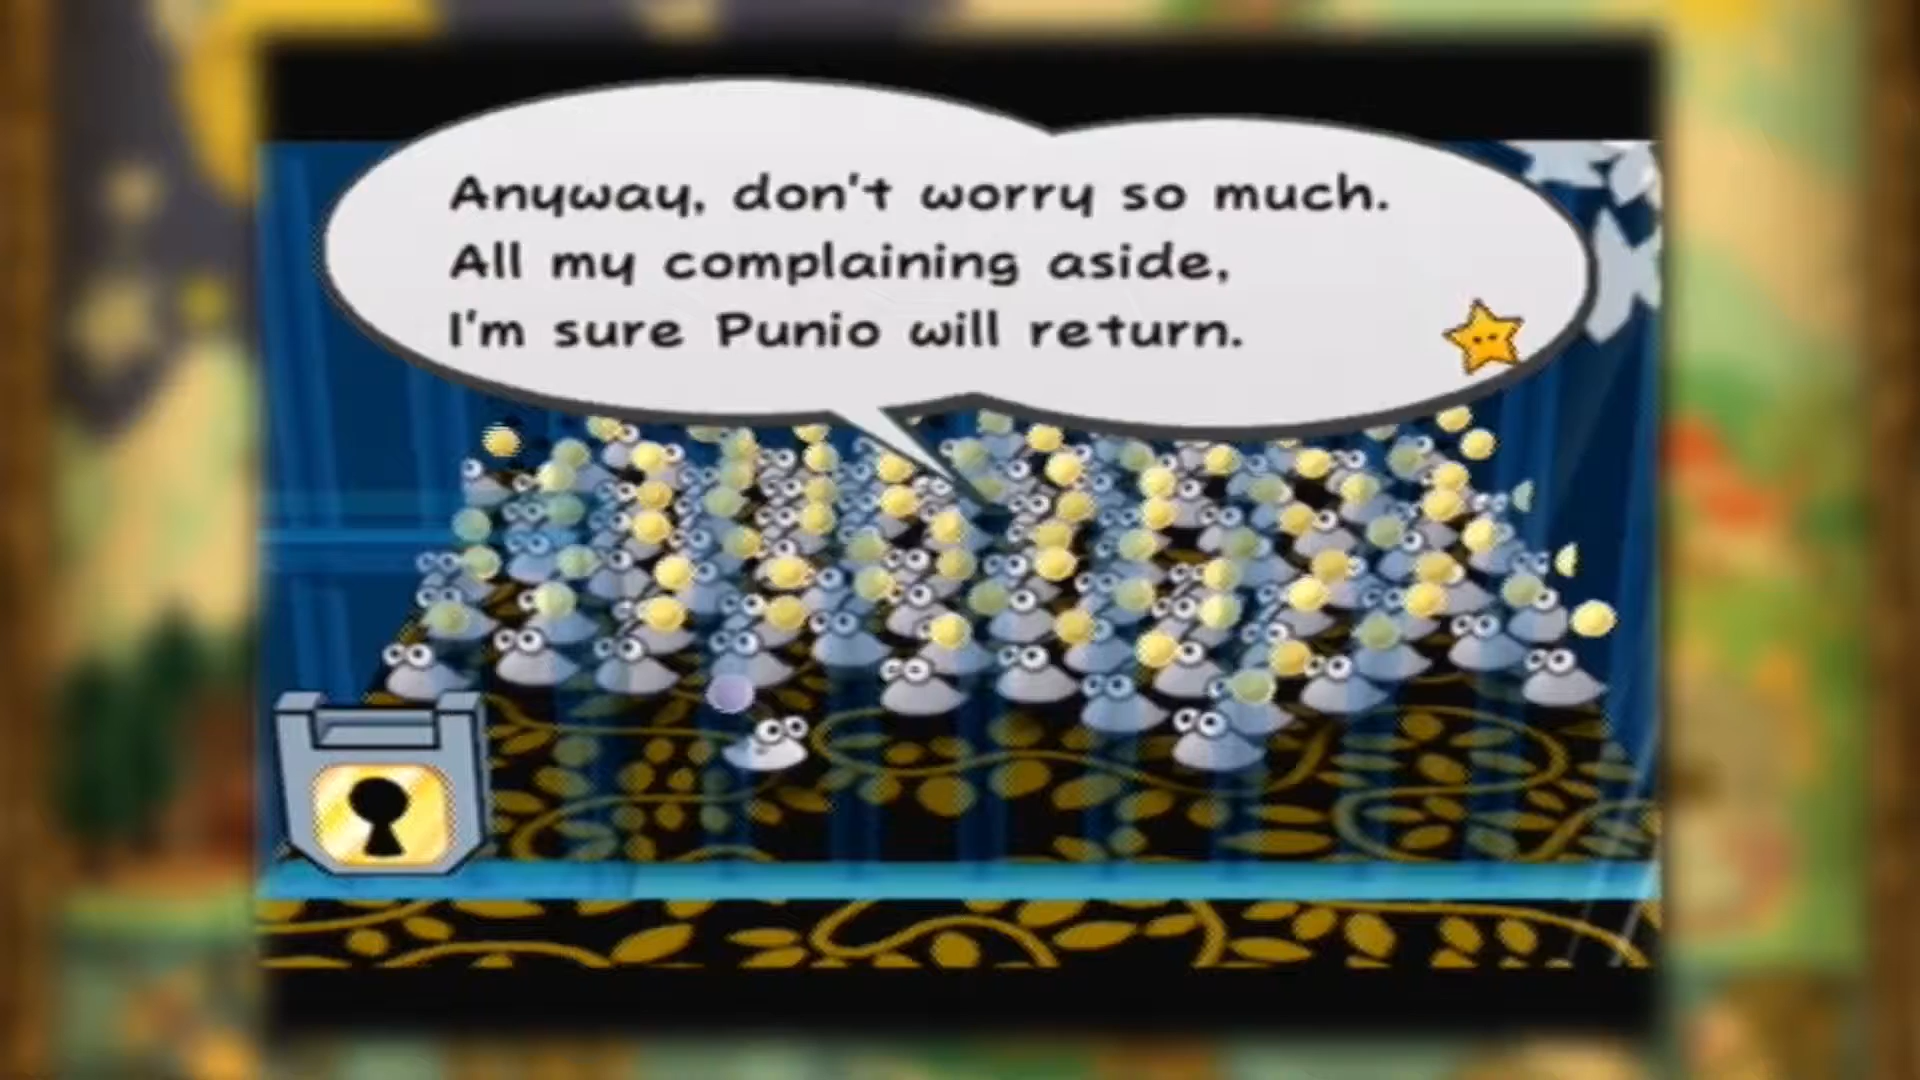 Anyway, don't worry so much.
All my complaining aside,
I'm sure Punio will return.